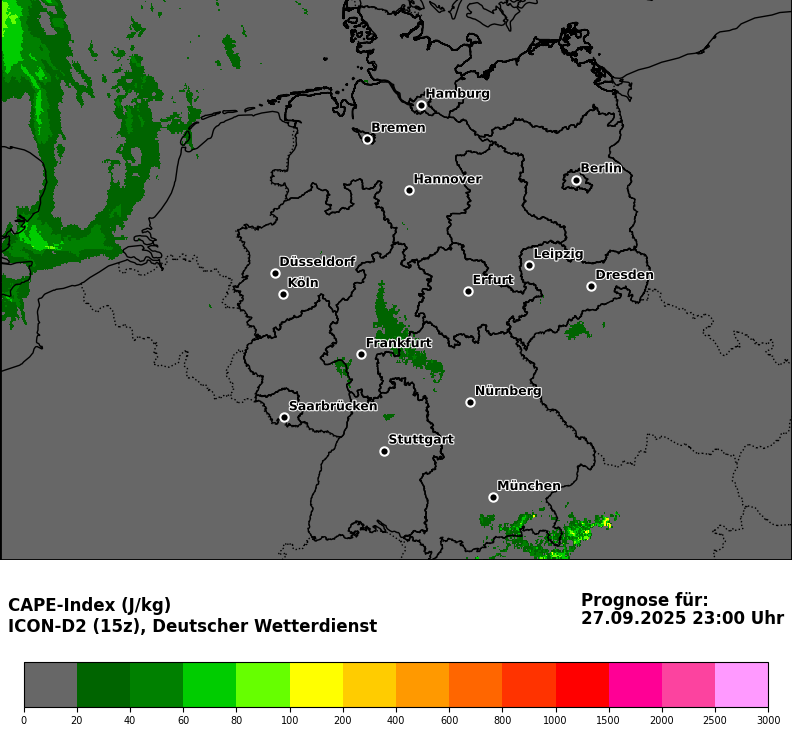 Hamburg
Bremen
Berlin
Hannover
Leipzig
Düsseldorf
Dresden
Köln
Erfurt
Frankfurt
Nürnberg
Saarbrücken
Stuttgart
München
CAPE-Index (J/kg)
ICON-D2 (15z), Deutscher Wetterdienst
Prognose für:
27.09.2025 23:00 Uhr
0 20 40 60 80 100 200 400 600 800 1000 1500 2000 2500 3000